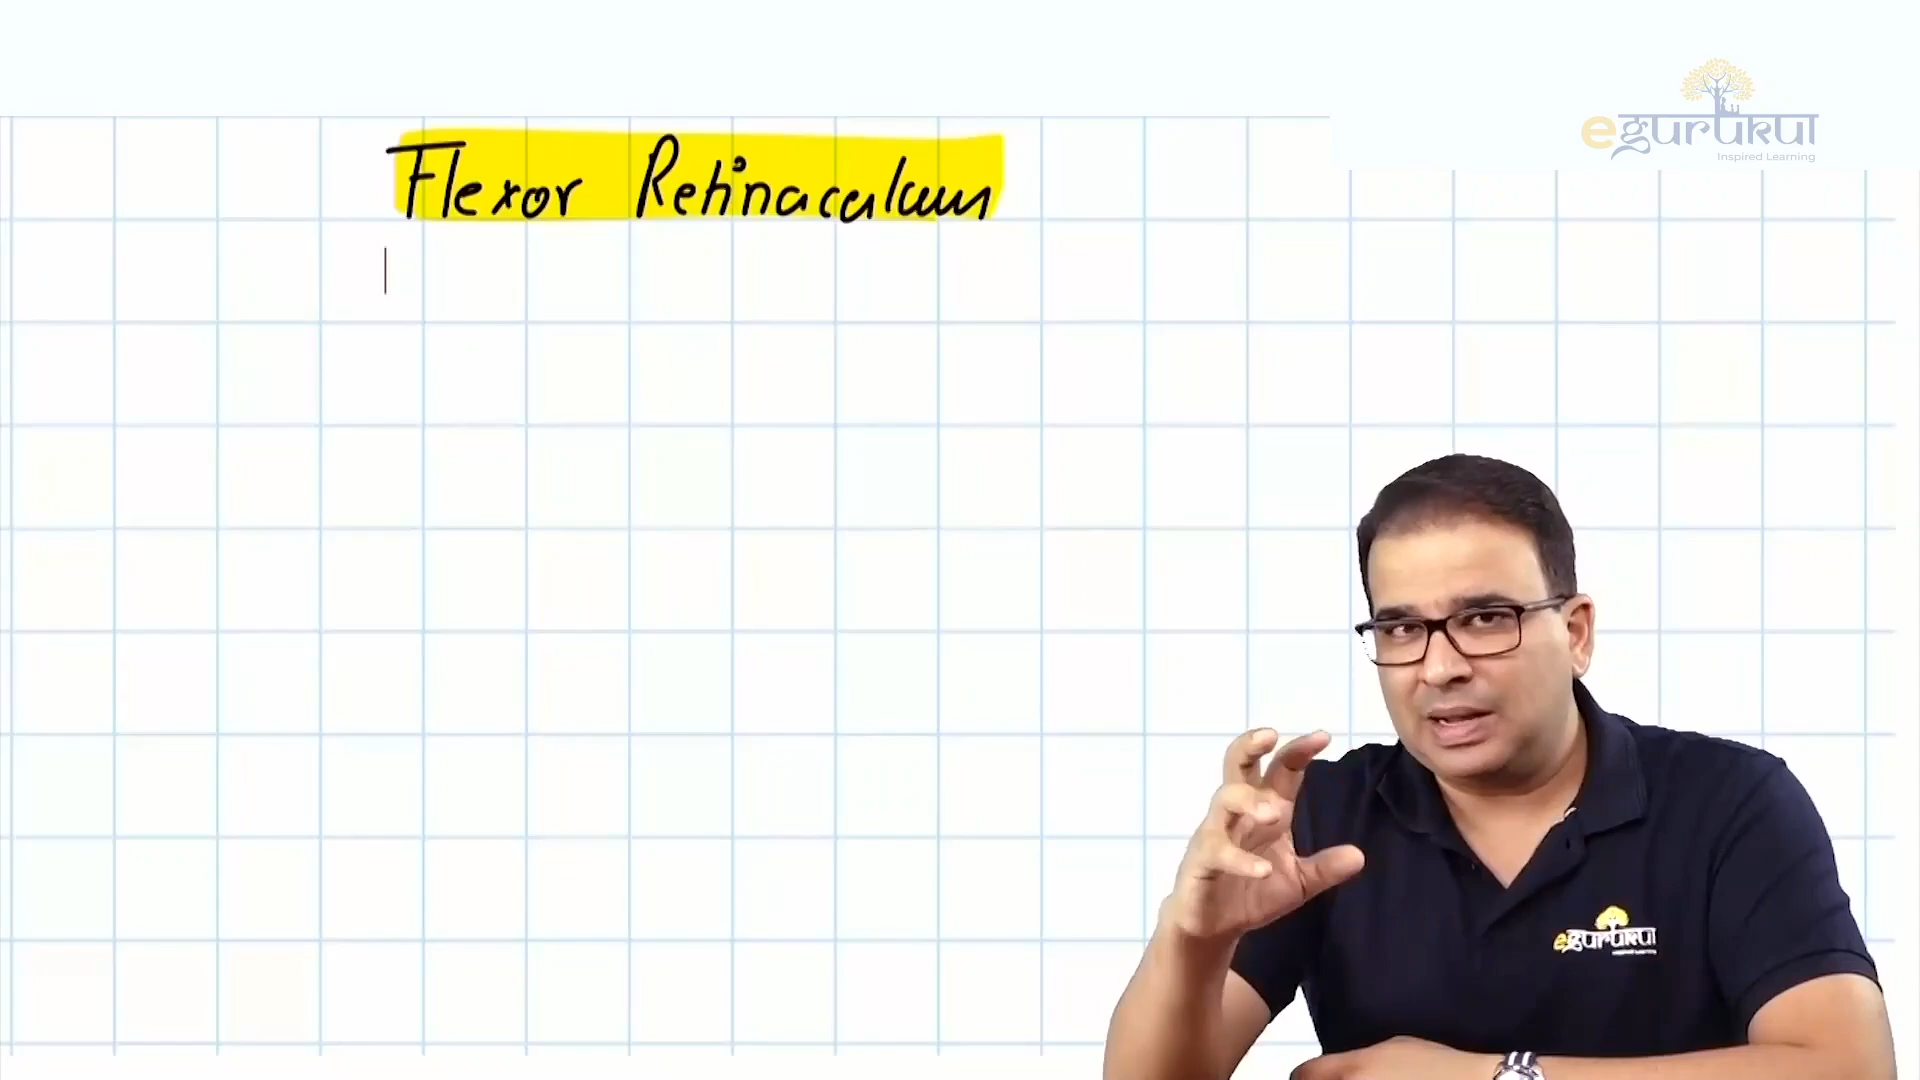 egurukul
Inspired Learning
Flexor Retinaculum
egurukul